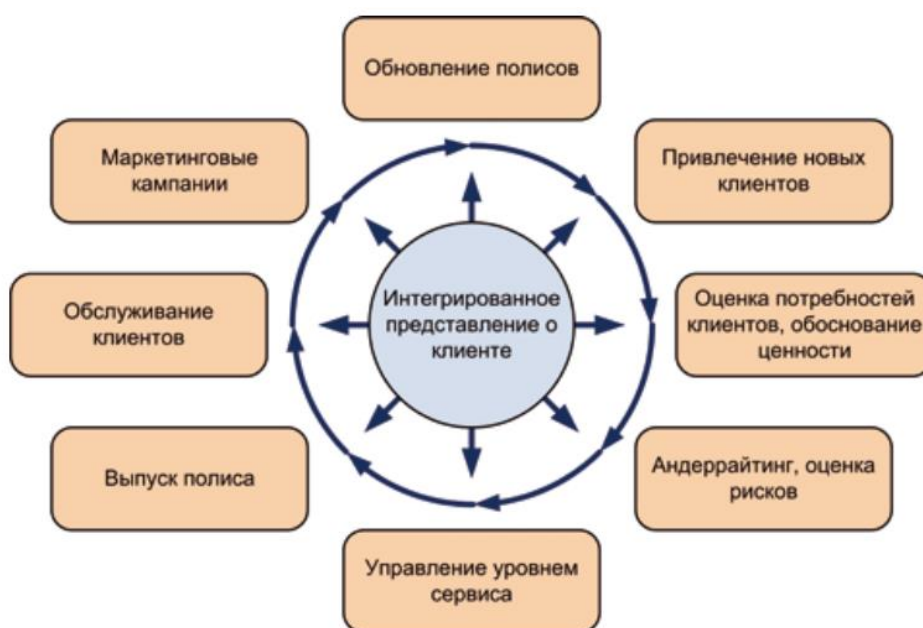 Обновление полисов
Маркетинговые
кампании
Привлечение новых
клиентов
Интегрированное
представление о
клиенте
Обслуживание
клиентов
Оценка потребностей
клиентов, обоснование
ценности
Выпуск полиса
Андеррайтинг, оценка
рисков
Управление уровнем
сервиса